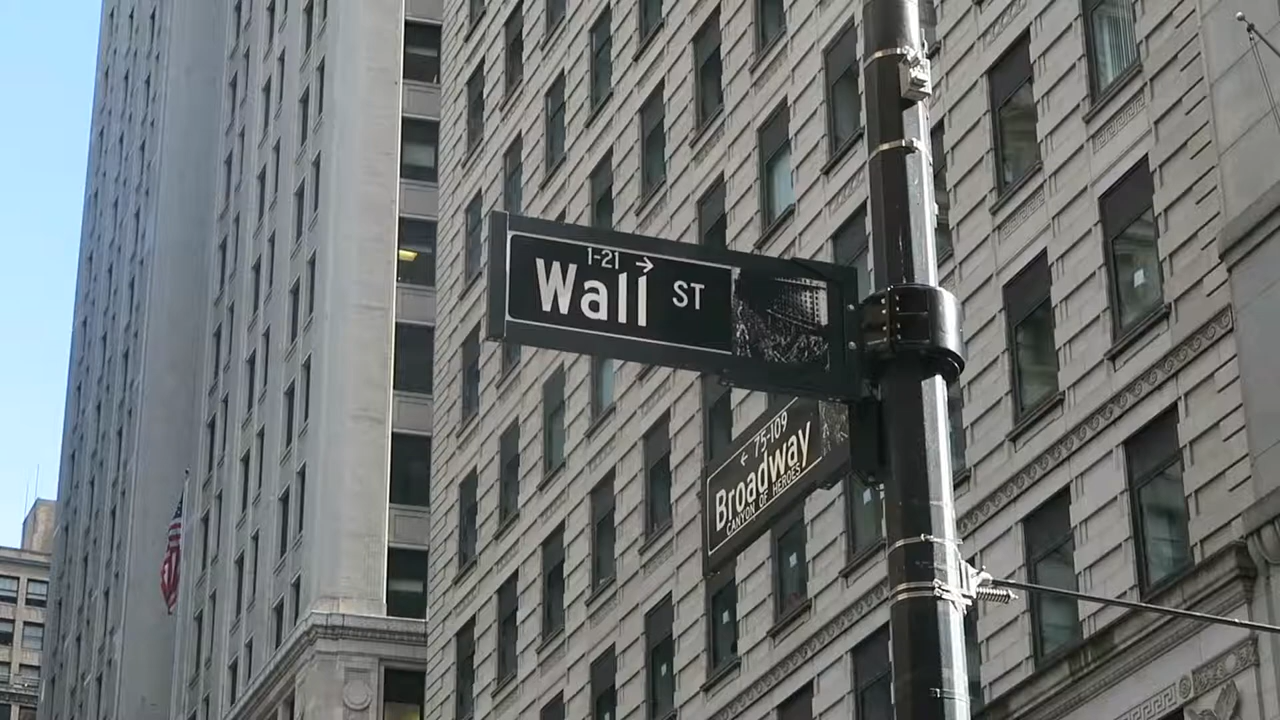 1-21 →
Wall ST
← 75-109
Broadway
CANYON OF HEROES